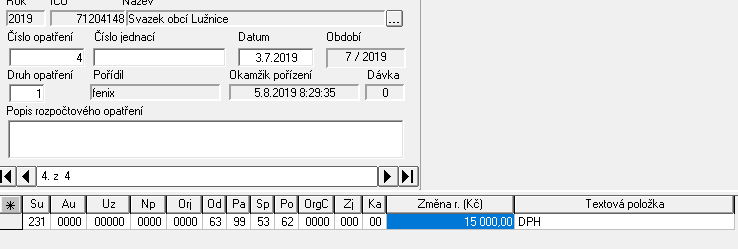 Rok IČO Název
2019 71204148 Svazek obcí Lužnice ...
Číslo opatření Číslo jednací Datum Období
4 3.7.2019 7 / 2019
Druh opatření Pořídil Okamžik pořízení Dávka
1 fenix 5.8.2019 8:29:35 0
Popis rozpočtového opatření
4. z 4
* Su Au Uz Np Orj Od Pa Sp Po OrgC Zj Ka Změna r. (Kč) Textová položka
231 0000 00000 0000 0000 63 99 53 62 0000 000 00 15 000,00 DPH